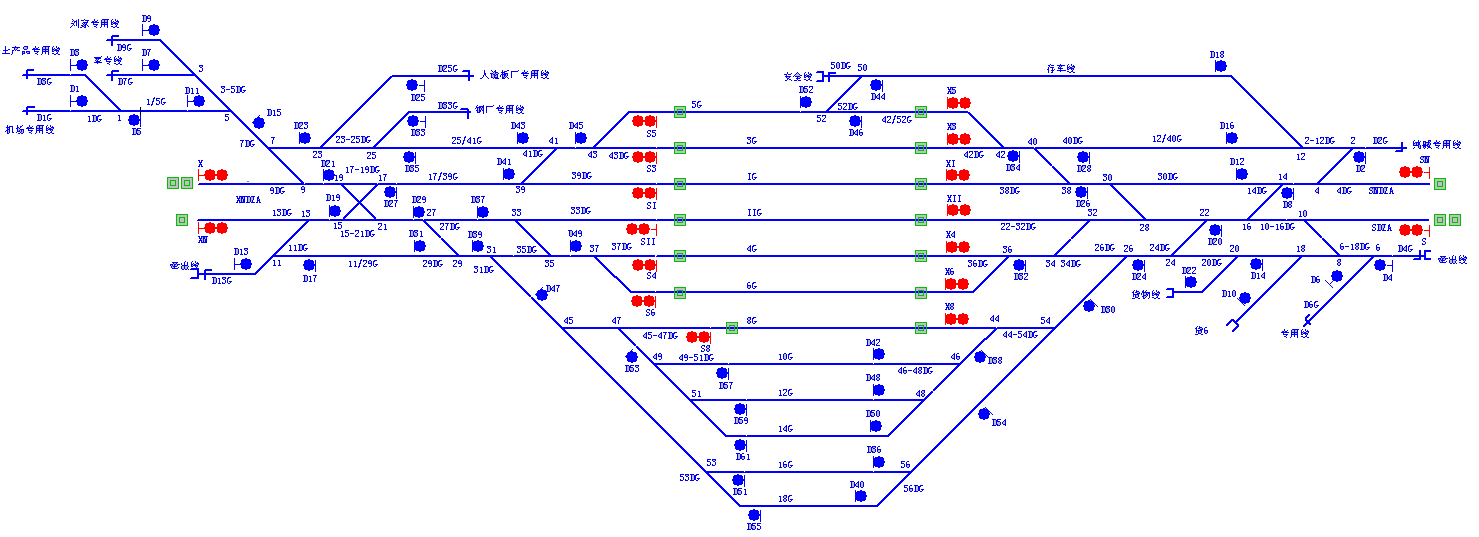 D9
刘家专用线
D9G
D18
土产品专用线
D3
军专线
D7
3
D3G
D7G
D25G
人造板厂专用线
安全线
50DG
50
存车线
D1
1/5G
D11
3-5DG
D25
D52
D44
X5
D1G
1DG
1
D5
5
D15
D33G
钢厂专用线
5G
52
52DG
D46
42/52G
机场专用线
7DG
7
D23
23-25DG
D33
25/41G
D43
D45
S5
3G
X3
40DG
12/40G
D16
2-12DG
2
D2G
纯碱专用线
23
25
D35
41
41DG
43
43DG
S3
42DG
42
D34
40
D28
12
D2
X
D21
17-19DG
D41
XI
D12
SN
9DG
9
19
17
17/39G
39
39DG
IG
38DG
38
30
30DG
14
14DG
4
4DG
SNDZA
XNDZA
D19
D27
D29
D37
SI
XII
D26
D8
13DG
13
15
21
27
27DG
33
33DG
IIG
22-32DG
32
28
22
16
10-16DG
10
SDZA
XN
15-21DG
D31
D39
D49
SII
X4
D20
S
11DG
29DG
29
31
35DG
37
37DG
4G
36
26DG
26
24DG
18
6-18DG
6
D4G
牵出线
D13
11
D17
11/29G
31DG
35
S4
36DG
D32
34
34DG
D24
24
20DG
20
D14
8
D4
牵出线
D13G
D47
6G
X6
货物线
D22
D10
D6
D6G
S6
X8
D30
货6
专用线
45
47
45-47DG
S8
8G
44
44-54DG
54
D53
49
49-51DG
10G
D42
46
D38
D57
46-48DG
51
12G
D48
48
D59
D50
D54
14G
D61
D36
53
16G
56
53DG
D51
D40
56DG
18G
D55